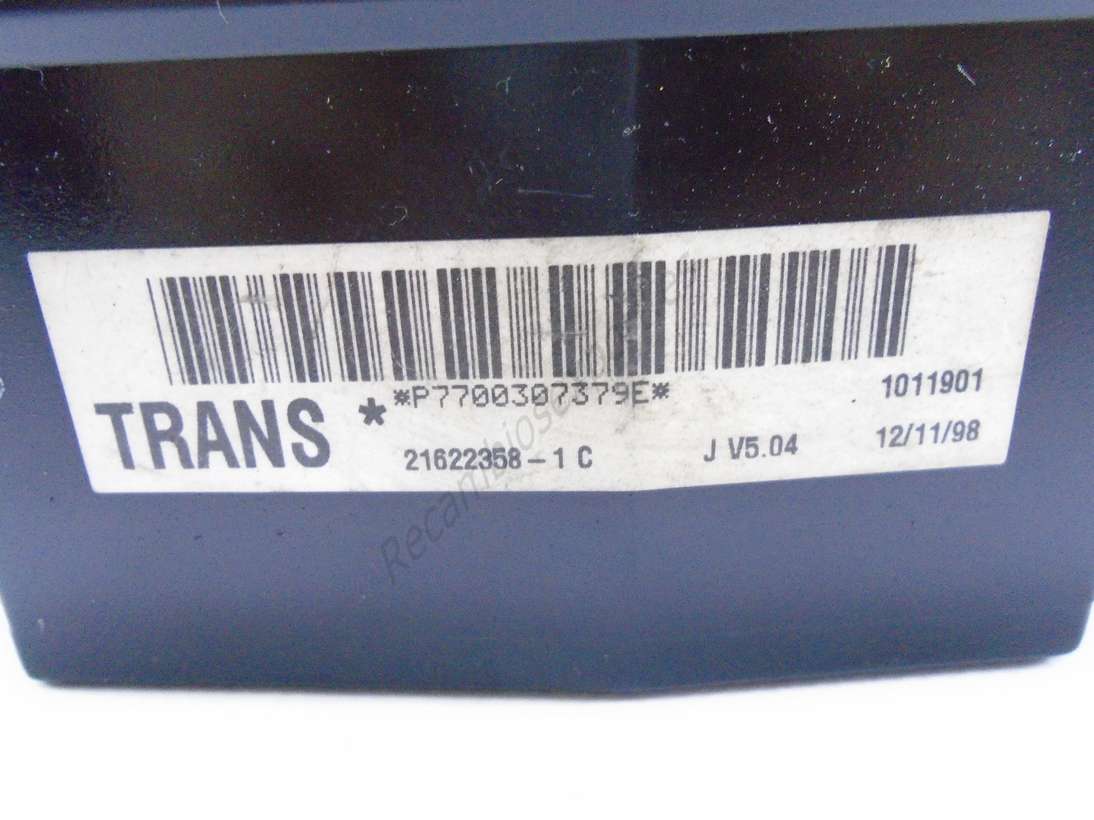 *P7700307379E*
1011901
TRANS *
21622358-1 C
J V5.04
12/11/98